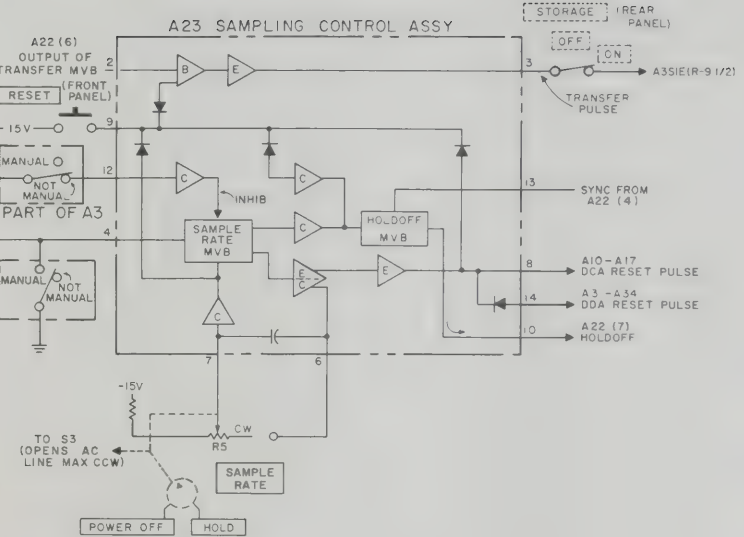 A23 SAMPLING CONTROL ASSY
STORAGE (REAR
PANEL)
OFF
ON
A22 (6)
OUTPUT OF
TRANSFER MVB 2
B
E
3
A3S1E(R-9 1/2)
TRANSFER
PULSE
RESET
(FRONT
PANEL)
-15V
9
MANUAL
NOT
MANUAL
PART OF A3
12
C
INHIB
C
13
SYNC FROM
A22 (4)
4
SAMPLE
RATE
MVB
C
HOLDOFF
MVB
MANUAL
NOT
MANUAL
E
C
E
8
A10-A17
DCA RESET PULSE
14
A3-A34
DDA RESET PULSE
C
10
A22 (7)
HOLDOFF
7
6
-15V
CW
R5
TO S3
(OPENS AC
LINE MAX CCW)
SAMPLE
RATE
POWER OFF
HOLD